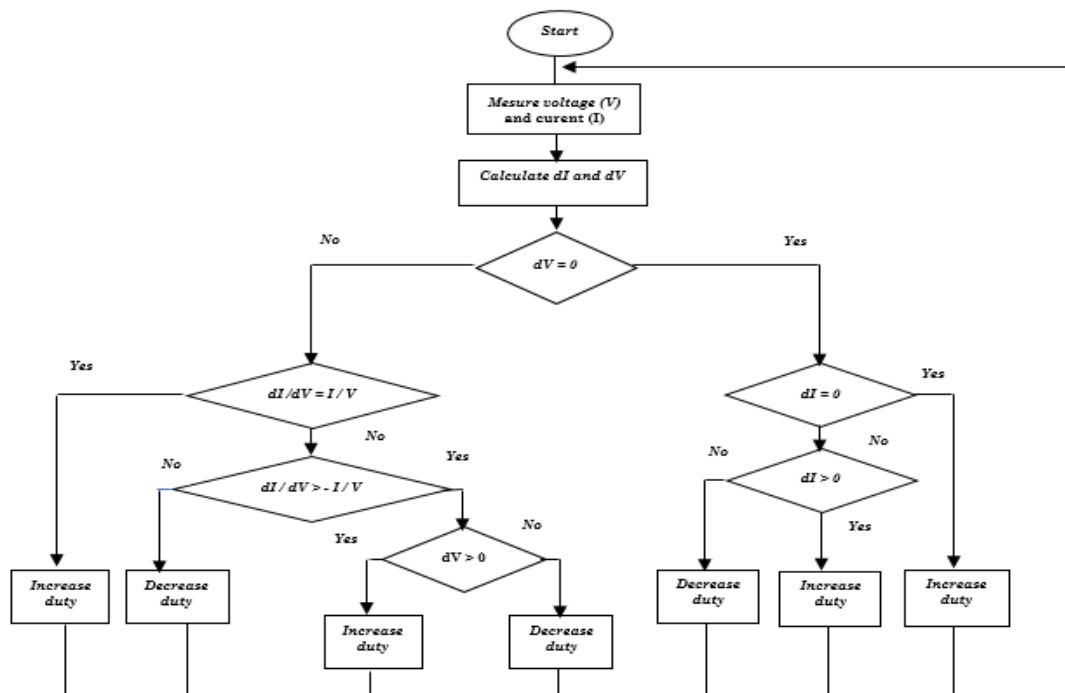 Start
Mesure voltage (V)
and curent (I)
Calculate dI and dV
No
Yes
dV = 0
Yes
dI /dV = I / V
dI = 0
Yes
No
No
No
Yes
No
dI / dV > - I / V
dI > 0
Yes
No
Yes
dV > 0
Increase
duty
Decrease
duty
Decrease
duty
Increase
duty
Increase
duty
Increase
duty
Decrease
duty